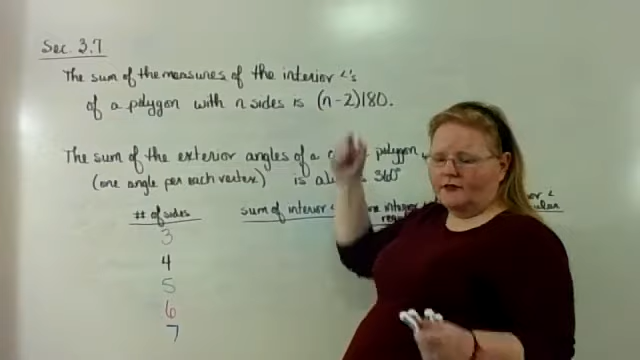 Sec. 3.7
The sum of the measures of the interior ∠'s
of a polygon with n sides is (n-2)180.
The sum of the exterior angles of a polygon
(one angle per each vertex) is 360°
# of sides sum of interior ∠ interior
3
4
5
6
7